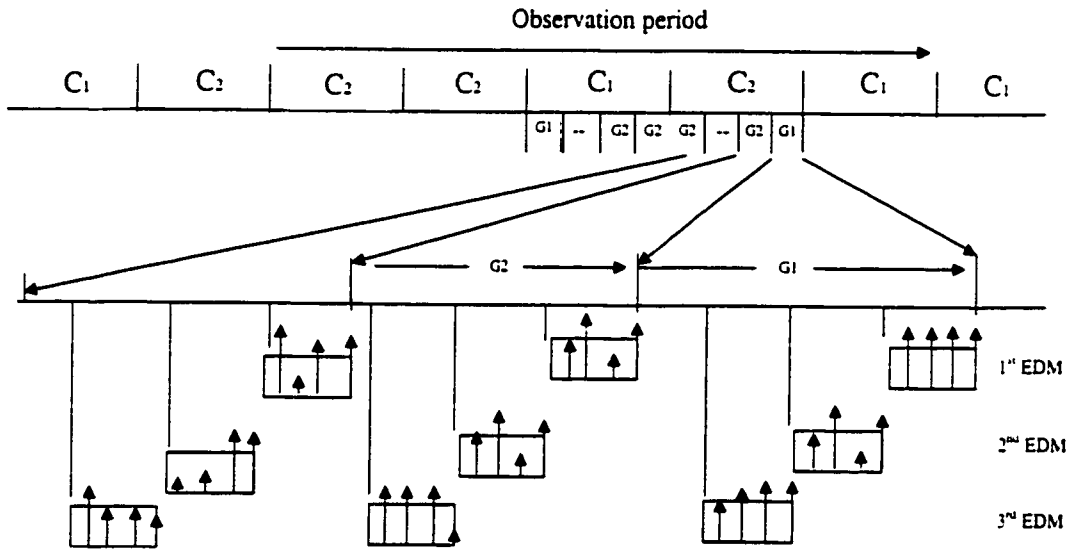 Observation period
C1 C2 C2 C2 C1 C2 C1 C1
G1 -- G2 G2 G2 -- G2 G1
G2 G1
1st EDM
2nd EDM
3rd EDM